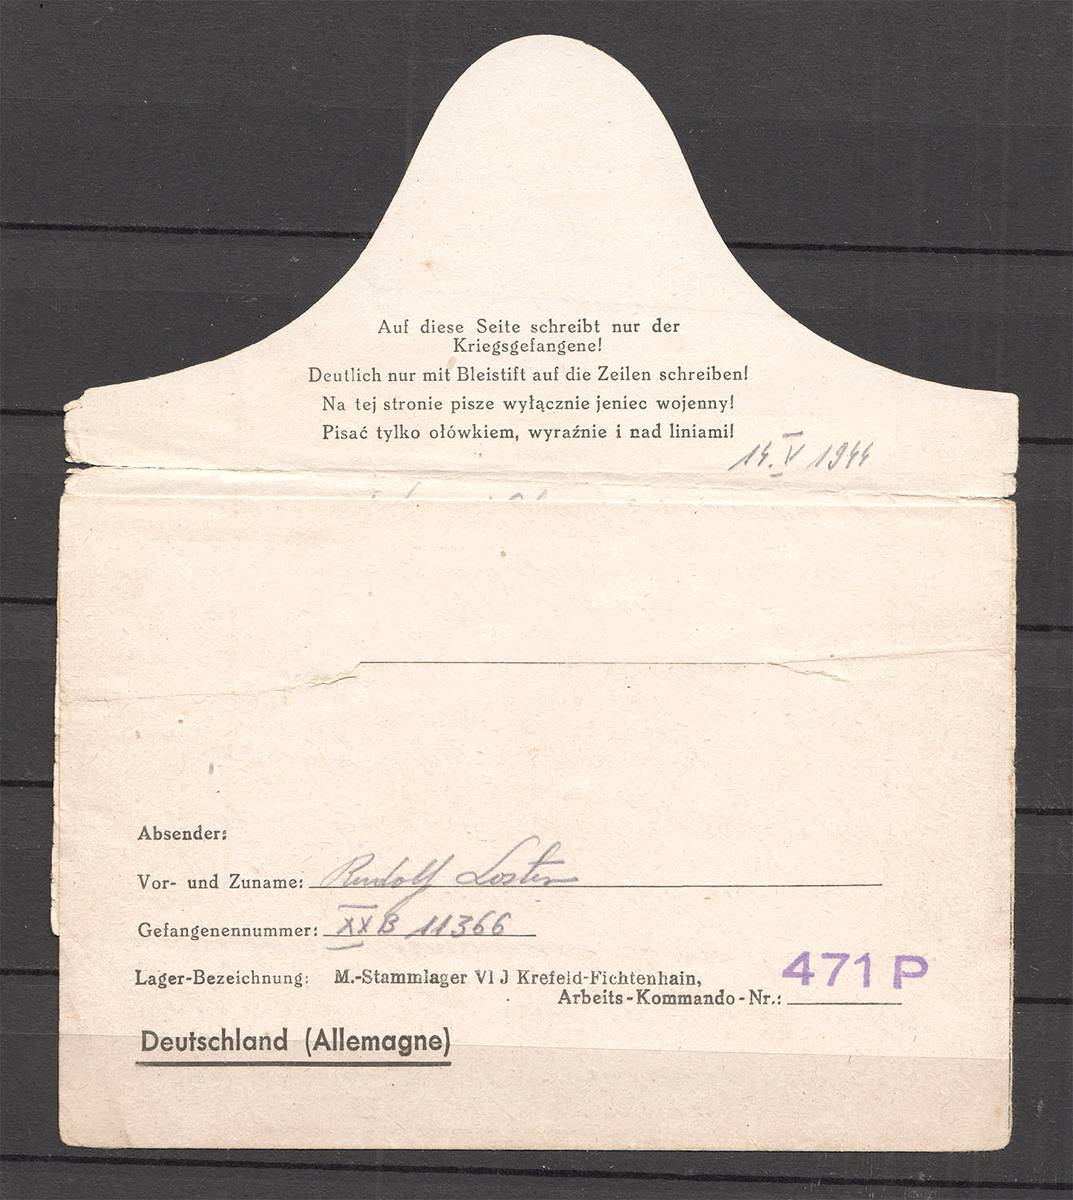 Auf diese Seite schreibt nur der
Kriegsgefangene!
Deutlich nur mit Bleistift auf die Zeilen schreiben!
Na tej stronie pisze wyłącznie jeniec wojenny!
Pisać tylko ołówkiem, wyraźnie i nad liniami!
14. V 1944
Absender:
Vor- und Zuname: Rudolf
Gefangenennummer: XXB 11366
Lager-Bezeichnung: M.-Stammlager VI J Krefeld-Fichtenhain,
Arbeits-Kommando-Nr.: 471 P
Deutschland (Allemagne)